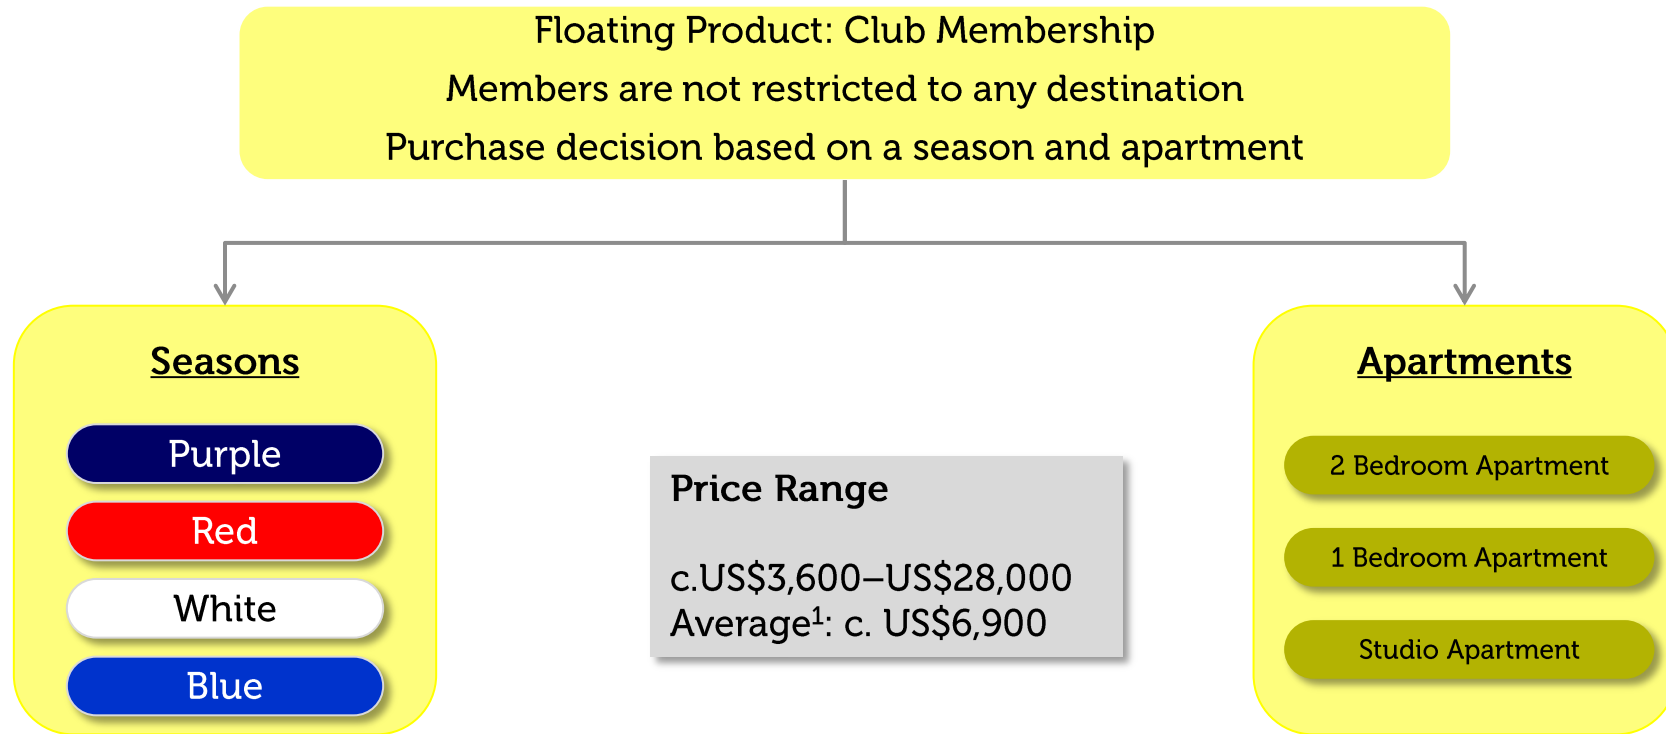 Floating Product: Club Membership
Members are not restricted to any destination
Purchase decision based on a season and apartment
Seasons
Purple
Red
White
Blue
Price Range
c.US$3,600–US$28,000
Average¹: c. US$6,900
Apartments
2 Bedroom Apartment
1 Bedroom Apartment
Studio Apartment